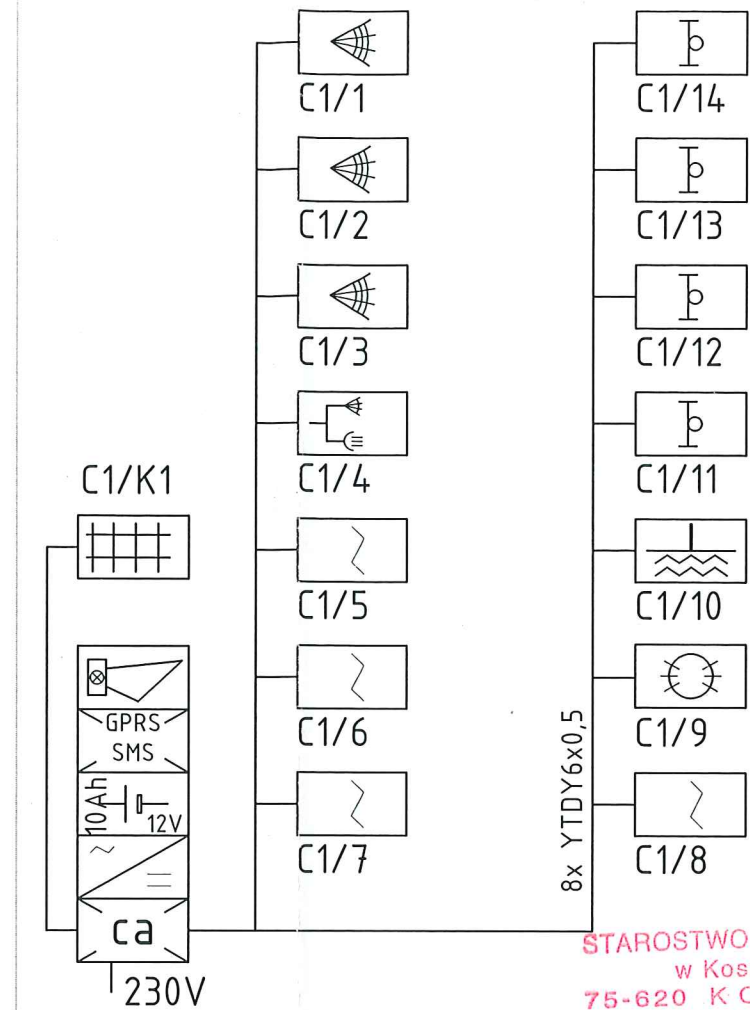 C1/1
C1/2
C1/3
C1/4
C1/5
C1/6
C1/7
C1/14
C1/13
C1/12
C1/11
C1/10
C1/9
C1/8
C1/K1
GPRS
SMS
10Ah
12V
ca
230V
8x YTDY6x0,5
STAROSTWO
w Kos
75-620 K